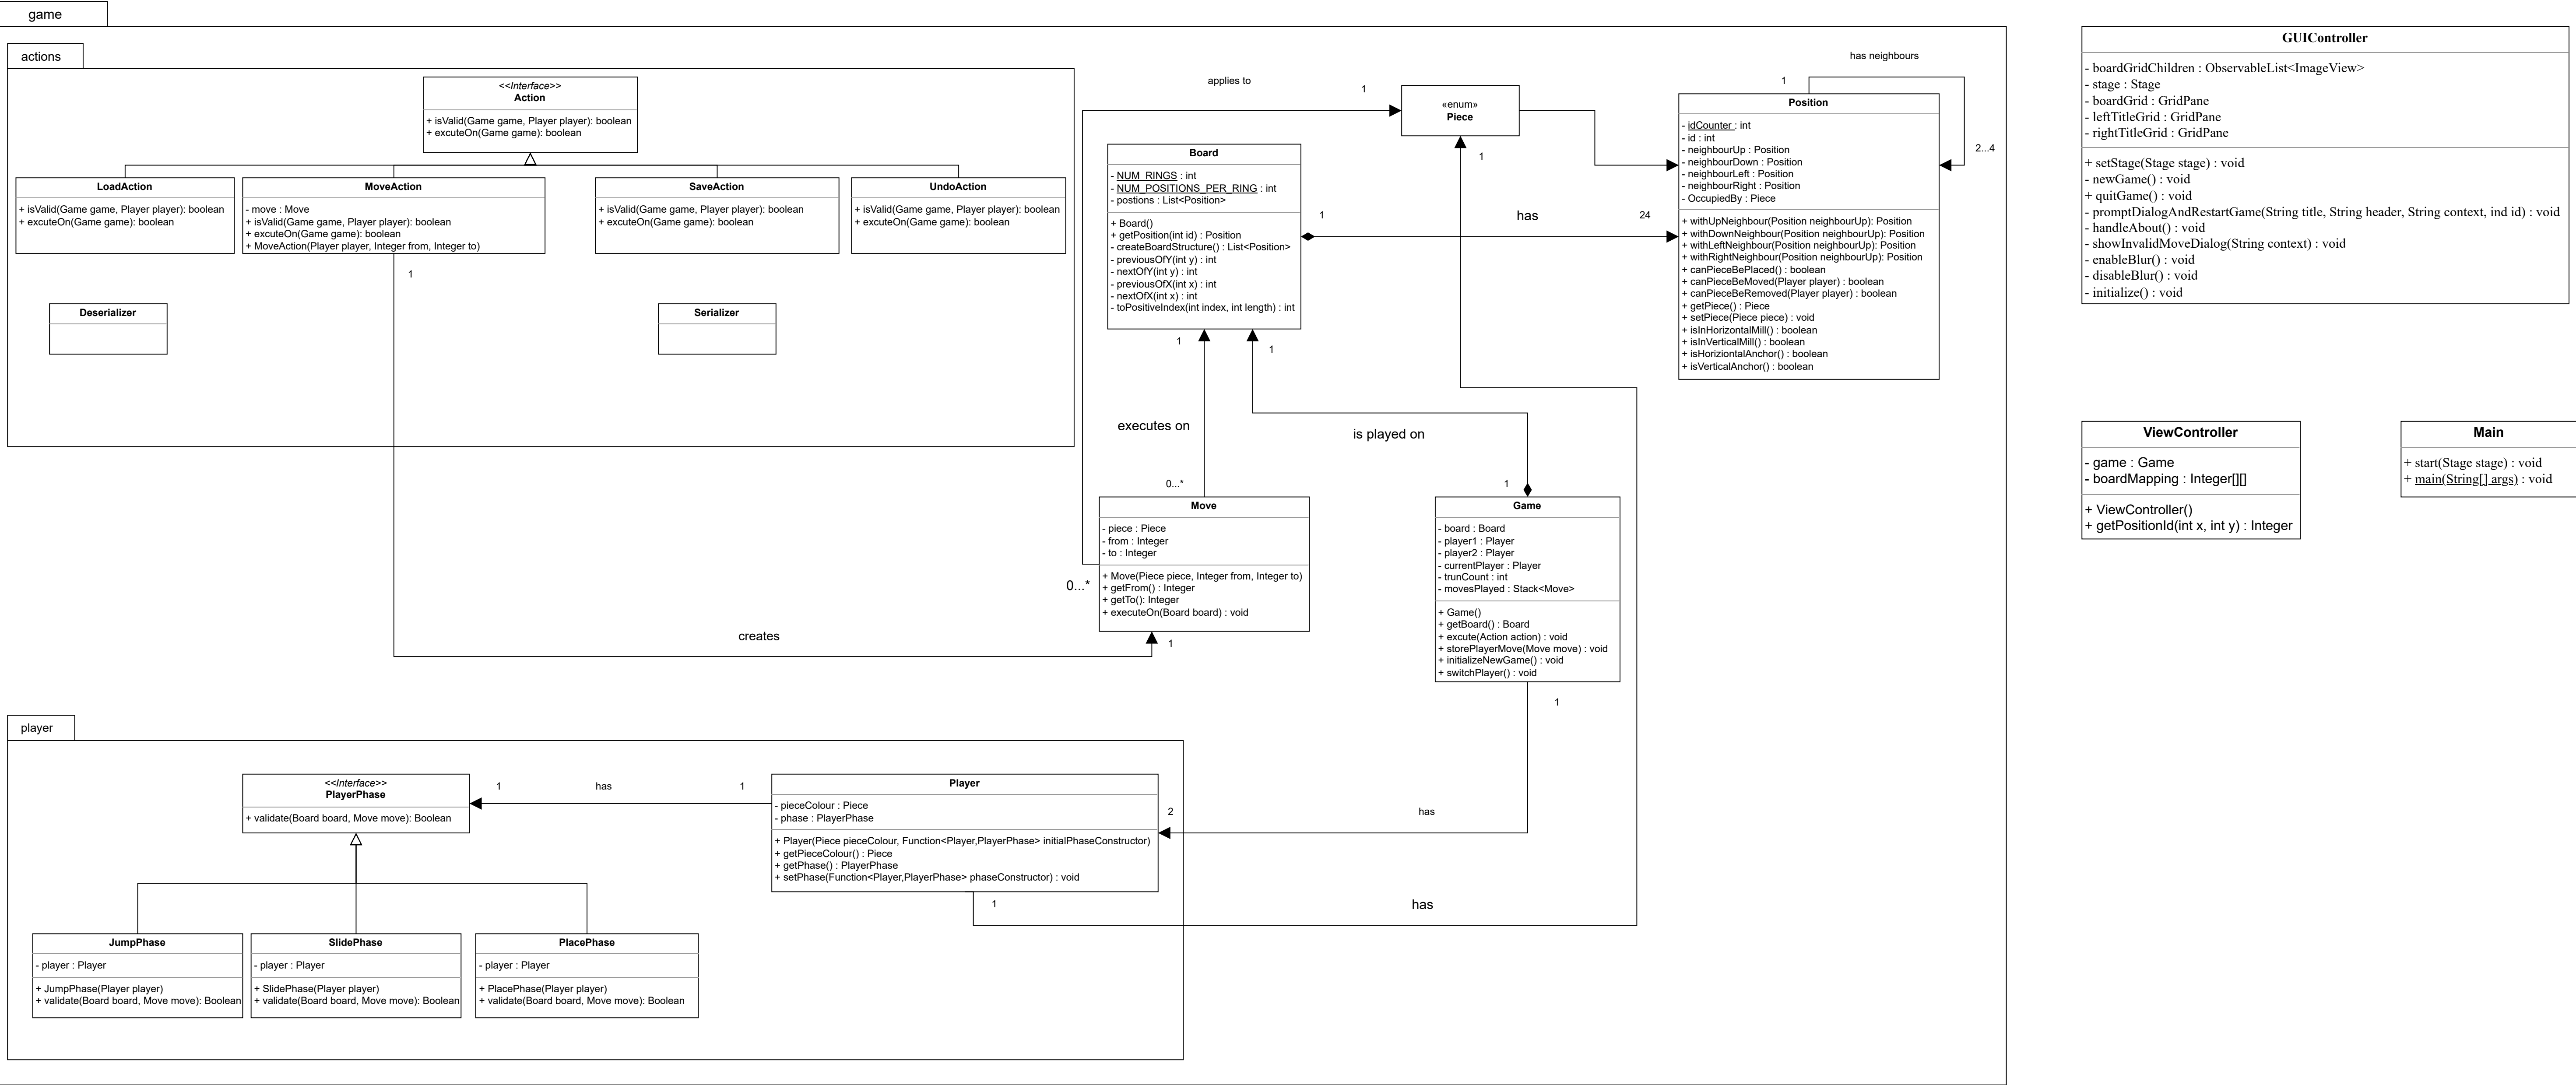 game
actions
<<Interface>>
Action
+ isValid(Game game, Player player): boolean
+ excuteOn(Game game): boolean
LoadAction
+ isValid(Game game, Player player): boolean
+ excuteOn(Game game): boolean
MoveAction
- move : Move
+ isValid(Game game, Player player): boolean
+ excuteOn(Game game): boolean
+ MoveAction(Player player, Integer from, Integer to)
SaveAction
+ isValid(Game game, Player player): boolean
+ excuteOn(Game game): boolean
UndoAction
+ isValid(Game game, Player player): boolean
+ excuteOn(Game game): boolean
1
Deserializer
Serializer
applies to
1
«enum»
Piece
1
has neighbours
1
2...4
Board
- NUM_RINGS : int
- NUM_POSITIONS_PER_RING : int
- postions : List<Position>
+ Board()
+ getPosition(int id) : Position
- createBoardStructure() : List<Position>
- previousOfY(int y) : int
- nextOfY(int y) : int
- previousOfX(int x) : int
- nextOfX(int x) : int
- toPositiveIndex(int index, int length) : int
1
has
24
Position
- idCounter : int
- id : int
- neighbourUp : Position
- neighbourDown : Position
- neighbourLeft : Position
- neighbourRight : Position
- OccupiedBy : Piece
+ withUpNeighbour(Position neighbourUp): Position
+ withDownNeighbour(Position neighbourUp): Position
+ withLeftNeighbour(Position neighbourUp): Position
+ withRightNeighbour(Position neighbourUp): Position
+ canPieceBePlaced() : boolean
+ canPieceBeMoved(Player player) : boolean
+ canPieceBeRemoved(Player player) : boolean
+ getPiece() : Piece
+ setPiece(Piece piece) : void
+ isInHorizontalMill() : boolean
+ isInVerticalMill() : boolean
+ isHoriziontalAnchor() : boolean
+ isVerticalAnchor() : boolean
1
1
executes on
is played on
0...*
1
Move
- piece : Piece
- from : Integer
- to : Integer
+ Move(Piece piece, Integer from, Integer to)
+ getFrom() : Integer
+ getTo(): Integer
+ executeOn(Board board) : void
0...*
creates
1
Game
- board : Board
- player1 : Player
- player2 : Player
- currentPlayer : Player
- trunCount : int
- movesPlayed : Stack<Move>
+ Game()
+ getBoard() : Board
+ excute(Action action) : void
+ storePlayerMove(Move move) : void
+ initializeNewGame() : void
+ switchPlayer() : void
1
player
<<Interface>>
PlayerPhase
+ validate(Board board, Move move): Boolean
1
has
1
Player
- pieceColour : Piece
- phase : PlayerPhase
+ Player(Piece pieceColour, Function<Player,PlayerPhase> initialPhaseConstructor)
+ getPieceColour() : Piece
+ getPhase() : PlayerPhase
+ setPhase(Function<Player,PlayerPhase> phaseConstructor) : void
2
has
1
has
JumpPhase
- player : Player
+ JumpPhase(Player player)
+ validate(Board board, Move move): Boolean
SlidePhase
- player : Player
+ SlidePhase(Player player)
+ validate(Board board, Move move): Boolean
PlacePhase
- player : Player
+ PlacePhase(Player player)
+ validate(Board board, Move move): Boolean
GUIController
- boardGridChildren : ObservableList<ImageView>
- stage : Stage
- boardGrid : GridPane
- leftTitleGrid : GridPane
- rightTitleGrid : GridPane
+ setStage(Stage stage) : void
- newGame() : void
+ quitGame() : void
- promptDialogAndRestartGame(String title, String header, String context, ind id) : void
- handleAbout() : void
- showInvalidMoveDialog(String context) : void
- enableBlur() : void
- disableBlur() : void
- initialize() : void
ViewController
- game : Game
- boardMapping : Integer[][]
+ ViewController()
+ getPositionId(int x, int y) : Integer
Main
+ start(Stage stage) : void
+ main(String[] args) : void